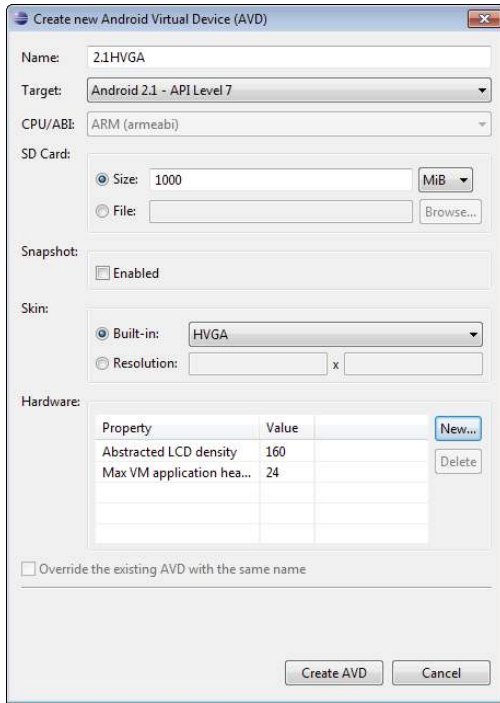 Create new Android Virtual Device (AVD)
Name: 2.1HVGA
Target: Android 2.1 - API Level 7
CPU/ABI: ARM (armeabi)
SD Card:
Size: 1000 MiB
File: Browse...
Snapshot:
Enabled
Skin:
Built-in: HVGA
Resolution: x
Hardware:
Property Value New...
Abstracted LCD density 160
Delete
Max VM application hea... 24
Override the existing AVD with the same name
Create AVD Cancel